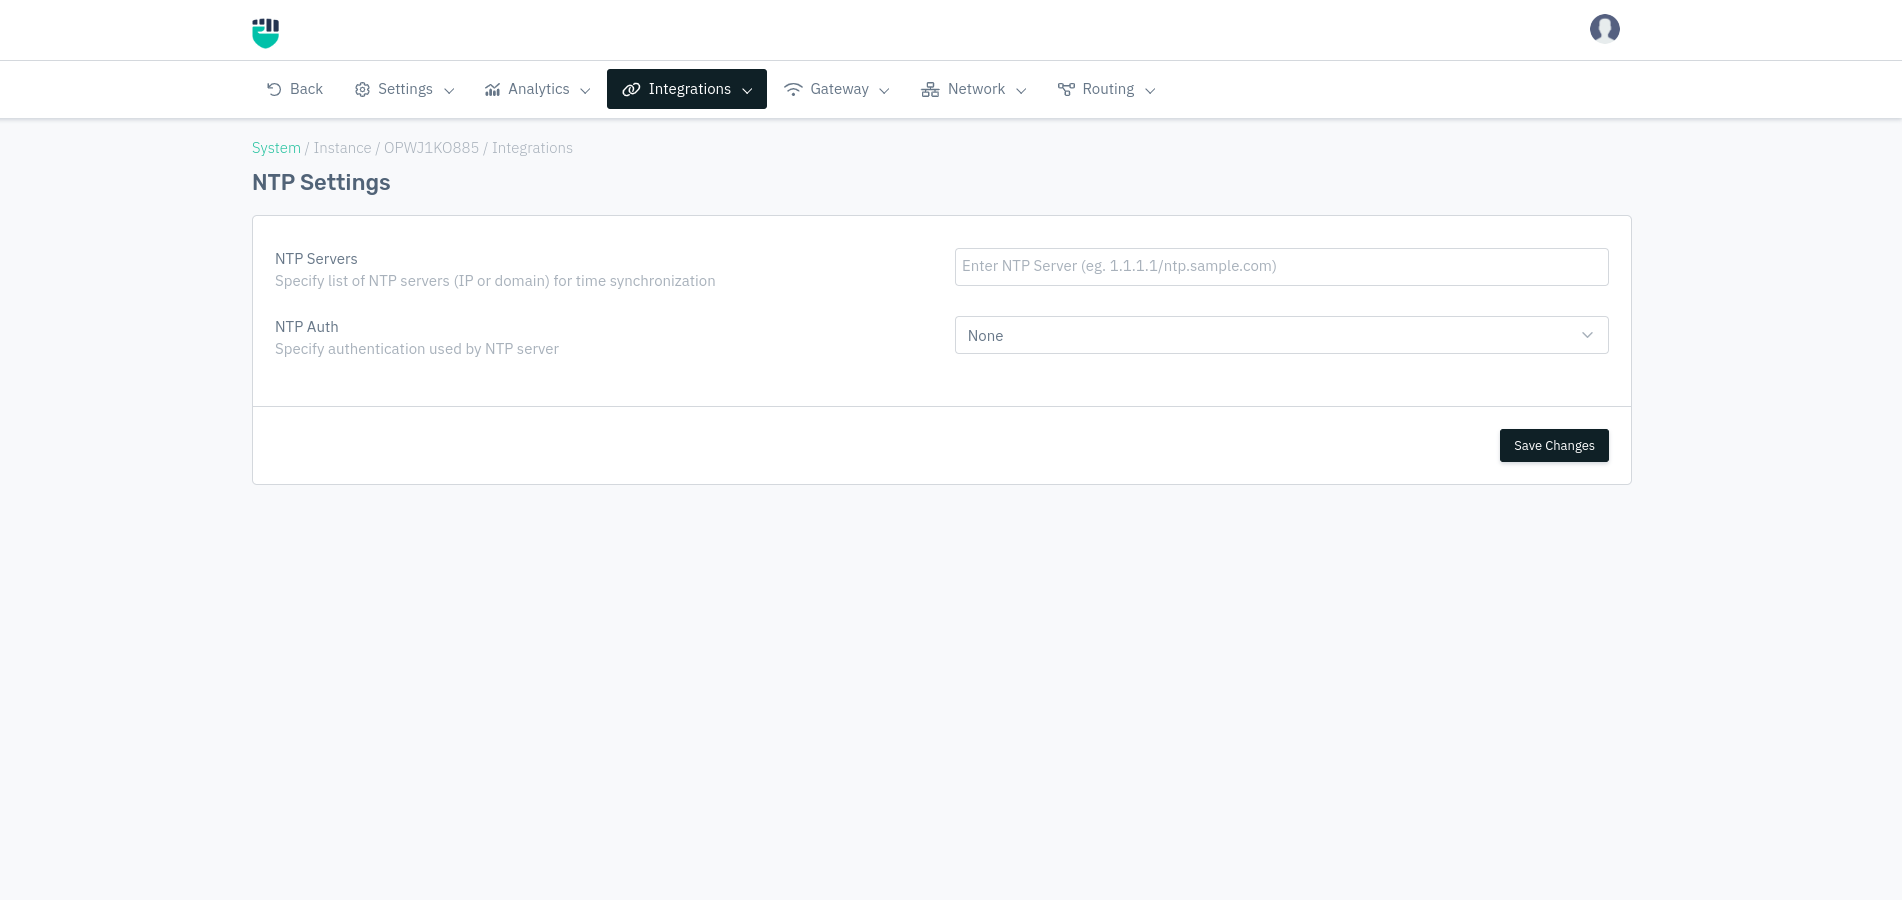 Back Settings Analytics Integrations Gateway Network Routing
System / Instance / OPWJ1KO885 / Integrations
NTP Settings
NTP Servers
Specify list of NTP servers (IP or domain) for time synchronization
Enter NTP Server (eg. 1.1.1.1/ntp.sample.com)
NTP Auth
Specify authentication used by NTP server
None
Save Changes